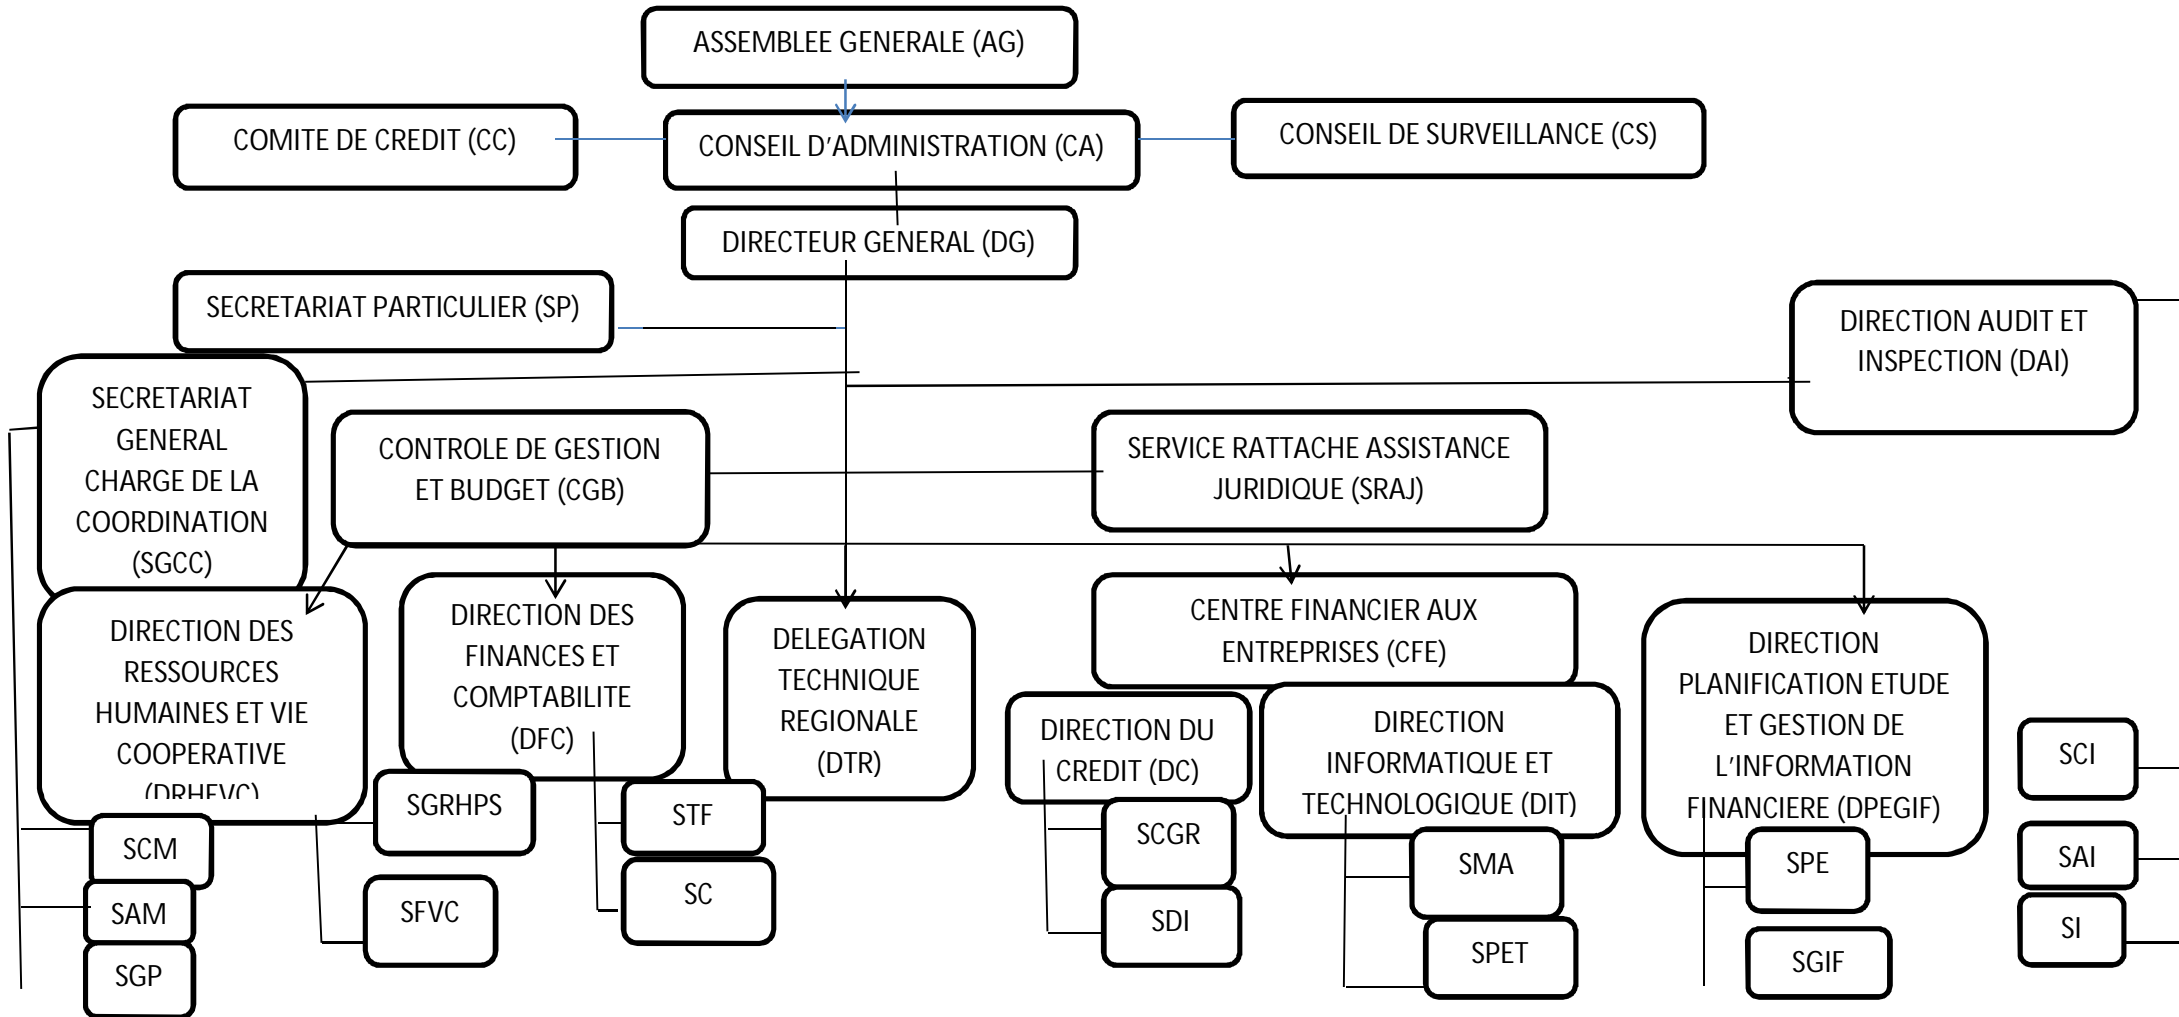 ASSEMBLEE GENERALE (AG)
COMITE DE CREDIT (CC)
CONSEIL D'ADMINISTRATION (CA)
CONSEIL DE SURVEILLANCE (CS)
DIRECTEUR GENERAL (DG)
SECRETARIAT PARTICULIER (SP)
DIRECTION AUDIT ET
INSPECTION (DAI)
SECRETARIAT
GENERAL
CHARGE DE LA
COORDINATION
(SGCC)
CONTROLE DE GESTION
ET BUDGET (CGB)
SERVICE RATTACHE ASSISTANCE
JURIDIQUE (SRAJ)
DIRECTION DES
RESSOURCES
HUMAINES ET VIE
COOPERATIVE
(DRHEVC)
DIRECTION DES
FINANCES ET
COMPTABILITE
(DFC)
DELEGATION
TECHNIQUE
REGIONALE
(DTR)
CENTRE FINANCIER AUX
ENTREPRISES (CFE)
DIRECTION DU
CREDIT (DC)
DIRECTION
INFORMATIQUE ET
TECHNOLOGIQUE (DIT)
DIRECTION
PLANIFICATION ETUDE
ET GESTION DE
L'INFORMATION
FINANCIERE (DPEGIF)
SCM
SAM
SGP
SGRHPS
SFVC
STF
SC
SCGR
SDI
SMA
SPET
SPE
SGIF
SCI
SAI
SI